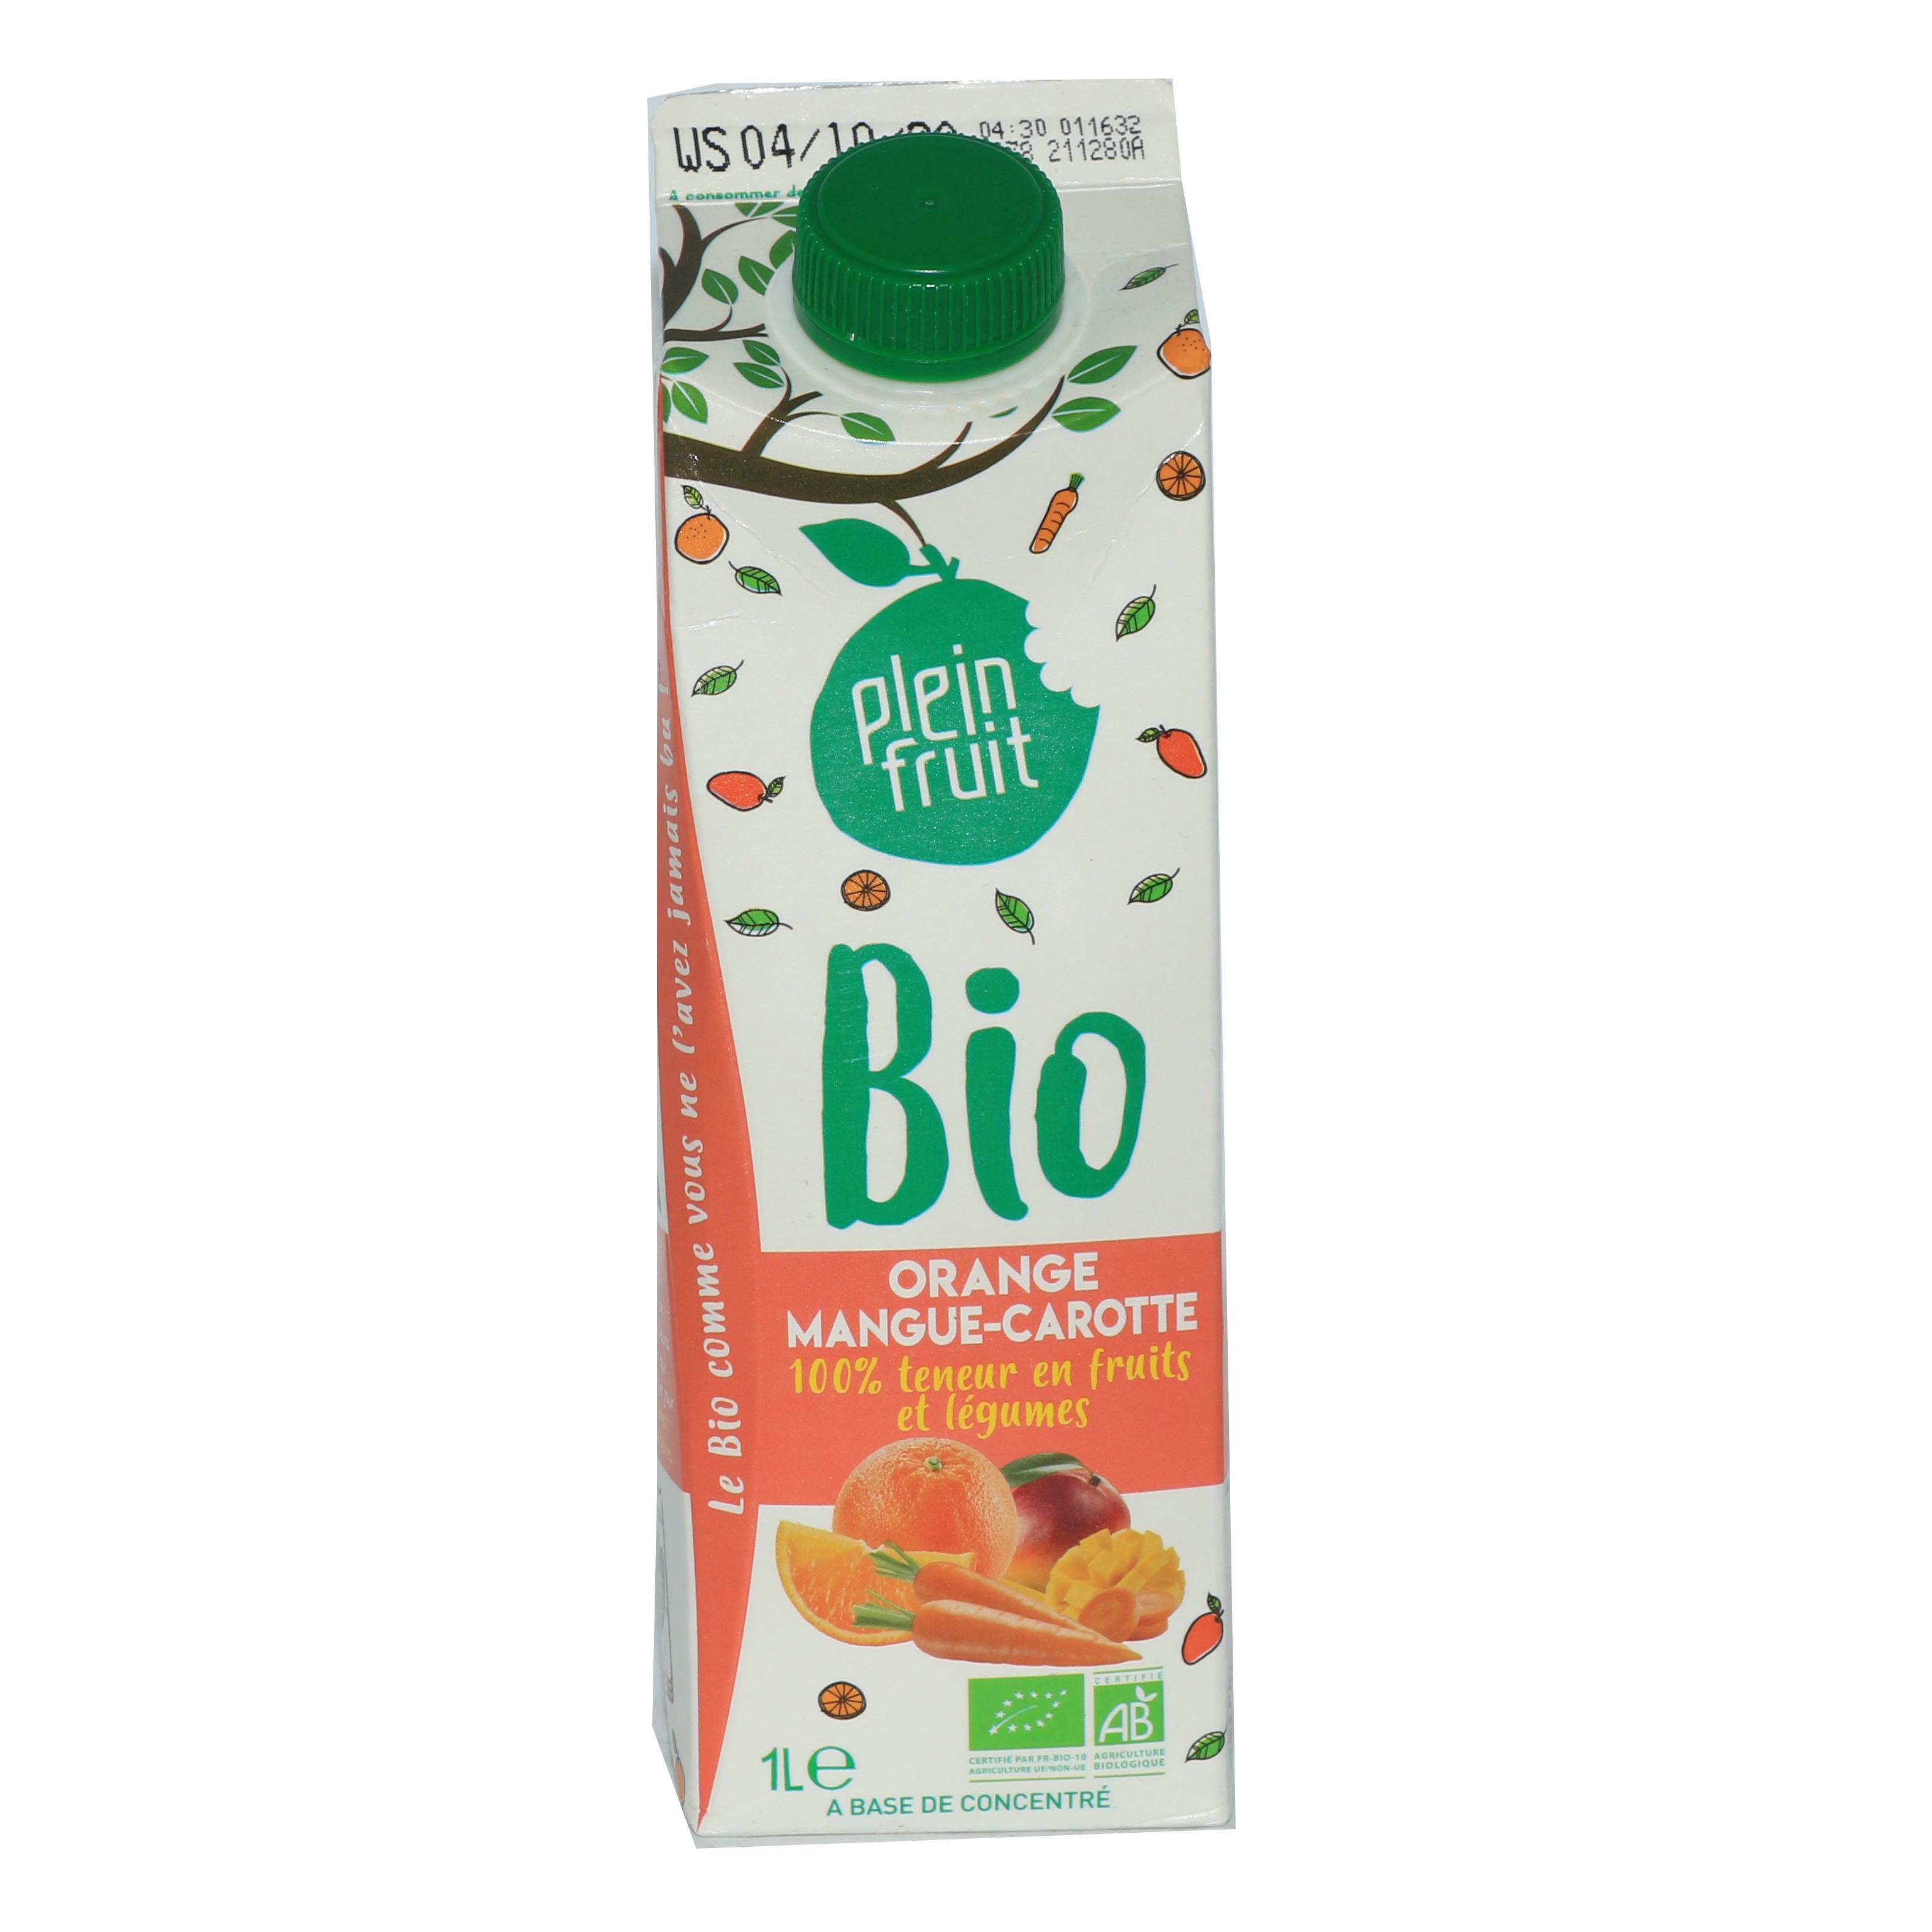 WS 04/10
04:30 011632
211280A
A consommer de
plein
fruit
Bio
ORANGE
MANGUE-CAROTTE
100% teneur en fruits
et légumes
Le Bio comme vous ne l'avez jamais bu !
CERTIFIÉ
AB
CERTIFIÉ PAR FR-BIO-10
AGRICULTURE UE/NON-UE
AGRICULTURE
BIOLOGIQUE
1L e
A BASE DE CONCENTRÉ